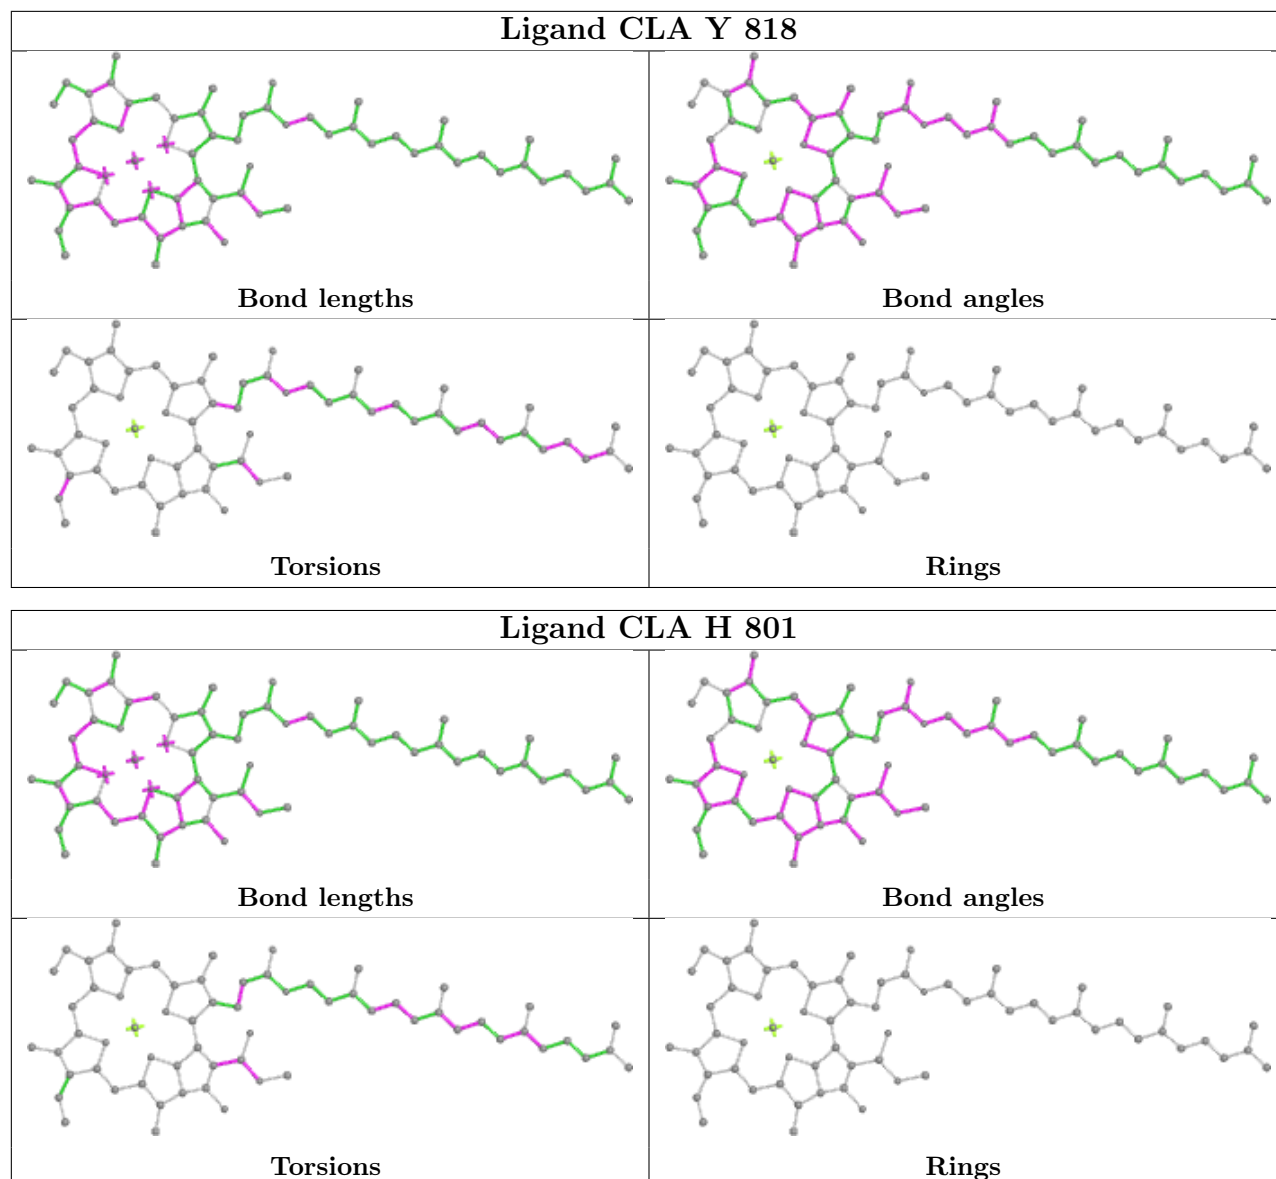 Ligand CLA Y 818
Bond lengths
Bond angles
Torsions
Rings
Ligand CLA H 801
Bond lengths
Bond angles
Torsions
Rings